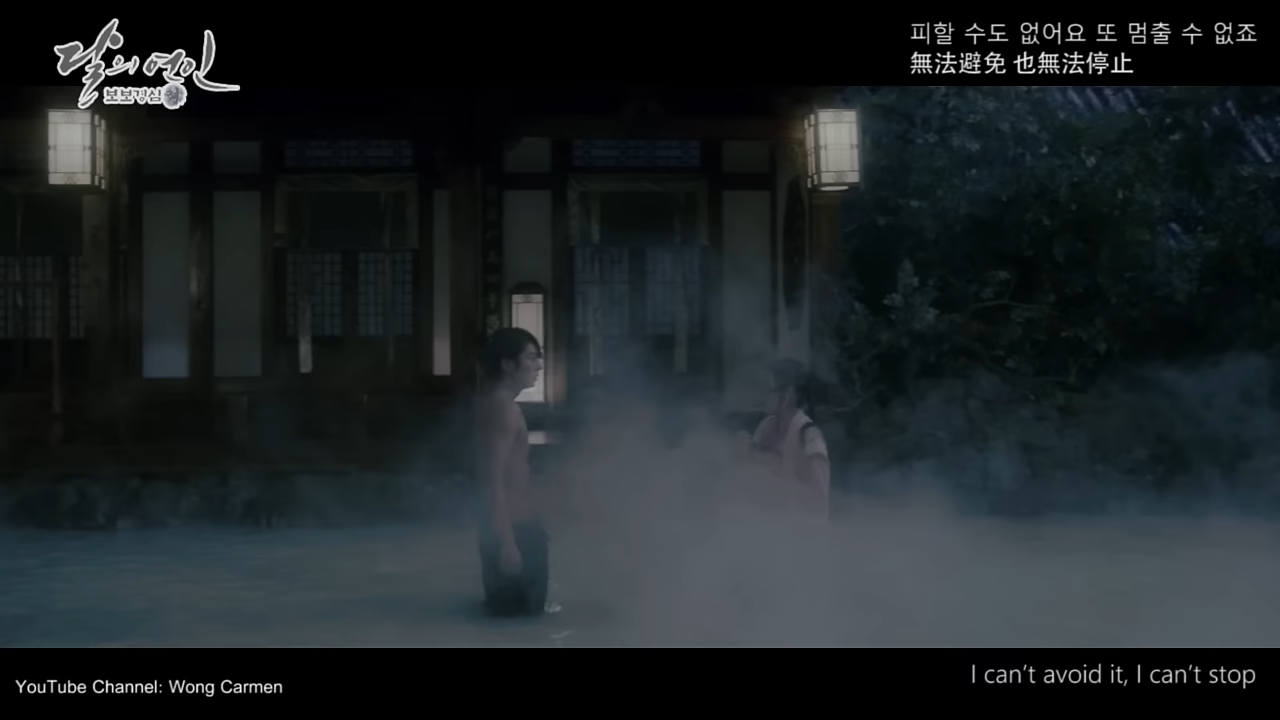 달의 연인
보보경심 려
피할 수도 없어요 또 멈출 수 없죠
無法避免 也無法停止
I can't avoid it, I can't stop
YouTube Channel: Wong Carmen